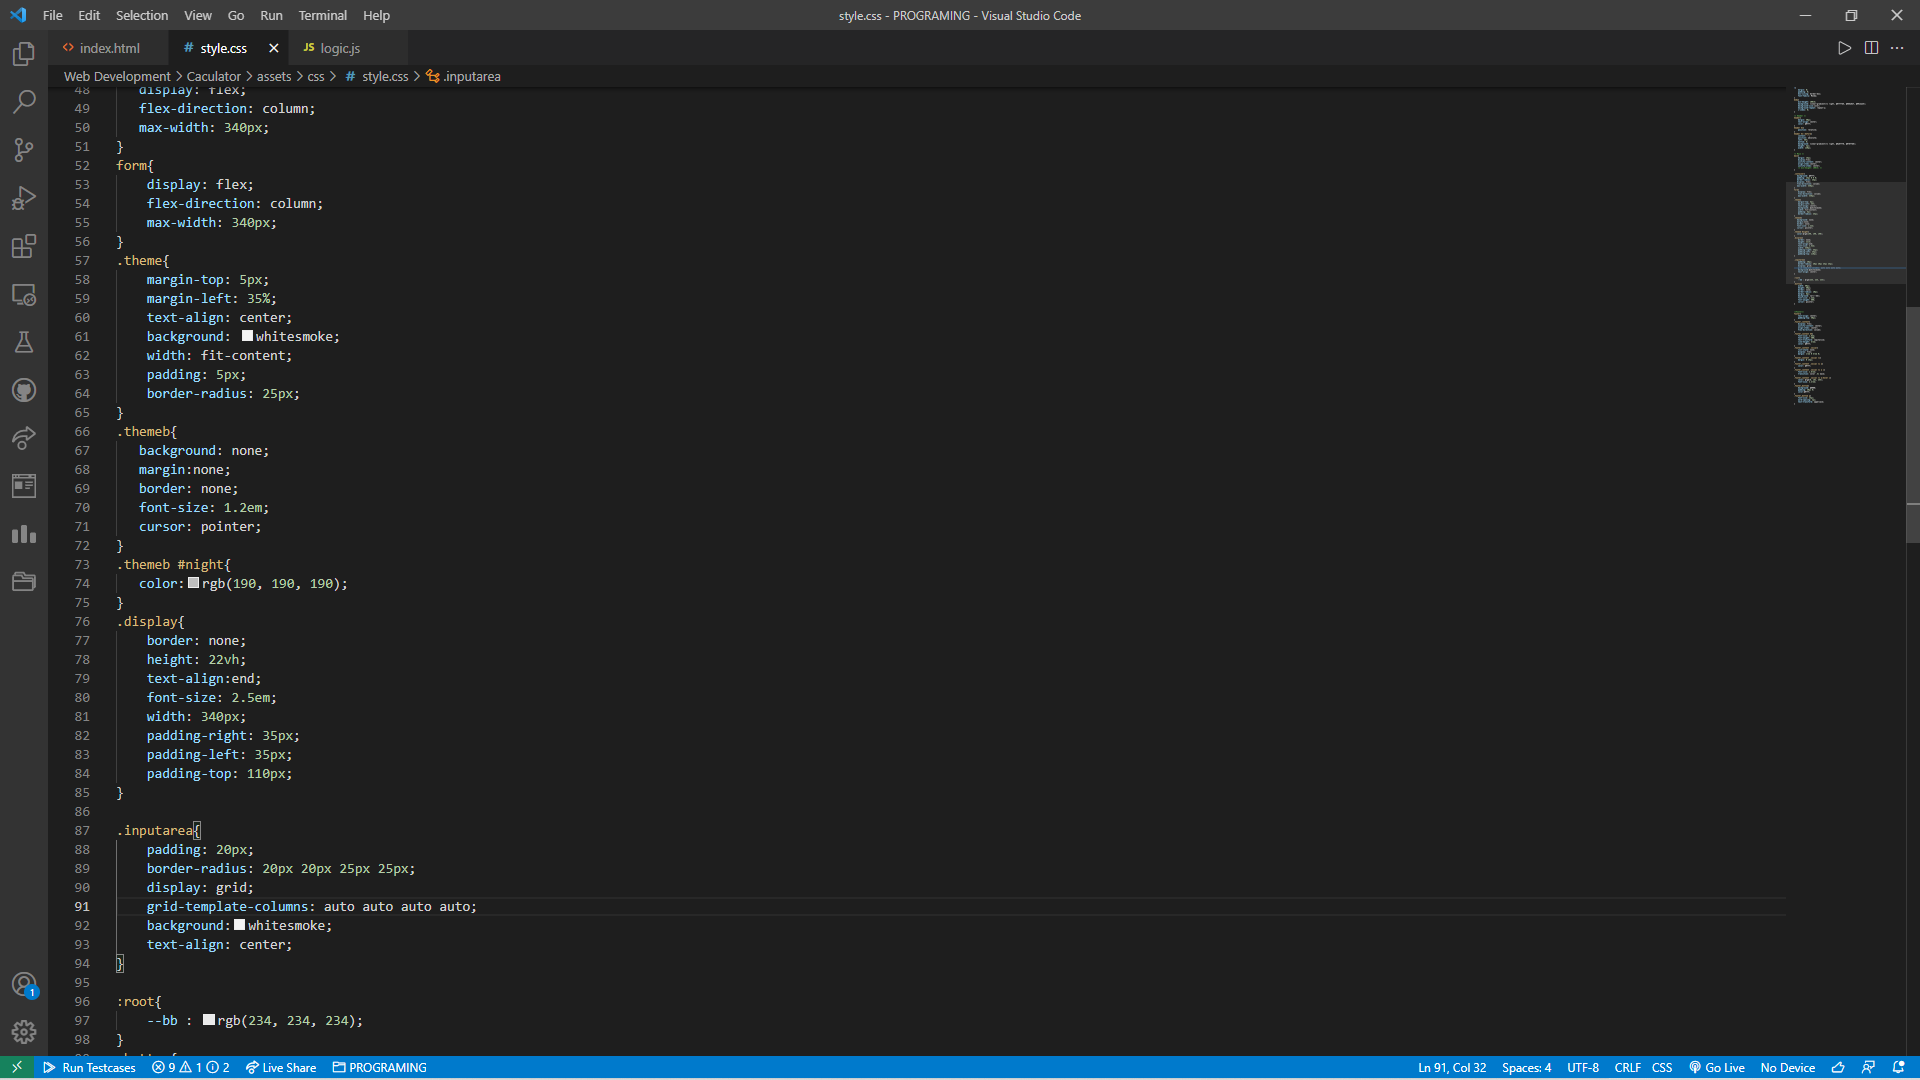 File Edit Selection View Go Run Terminal Help
style.css - PROGRAMING - Visual Studio Code
<> index.html # style.css JS logic.js
Web Development > Caculator > assets > css > # style.css > .inputarea
48 display: flex;
49 flex-direction: column;
50 max-width: 340px;
51 }
52 form{
53 display: flex;
54 flex-direction: column;
55 max-width: 340px;
56 }
57 .theme{
58 margin-top: 5px;
59 margin-left: 35%;
60 text-align: center;
61 background: whitesmoke;
62 width: fit-content;
63 padding: 5px;
64 border-radius: 25px;
65 }
66 .themeb{
67 background: none;
68 margin:none;
69 border: none;
70 font-size: 1.2em;
71 cursor: pointer;
72 }
73 .themeb #night{
74 color: rgb(190, 190, 190);
75 }
76 .display{
77 border: none;
78 height: 22vh;
79 text-align:end;
80 font-size: 2.5em;
81 width: 340px;
82 padding-right: 35px;
83 padding-left: 35px;
84 padding-top: 110px;
85 }
86
87 .inputarea{
88 padding: 20px;
89 border-radius: 20px 20px 25px 25px;
90 display: grid;
91 grid-template-columns: auto auto auto auto;
92 background: whitesmoke;
93 text-align: center;
94 }
95
96 :root{
97 --bb : rgb(234, 234, 234);
98 }
1
Run Testcases 9 1 2 Live Share PROGRAMING
Ln 91, Col 32 Spaces: 4 UTF-8 CRLF CSS Go Live No Device